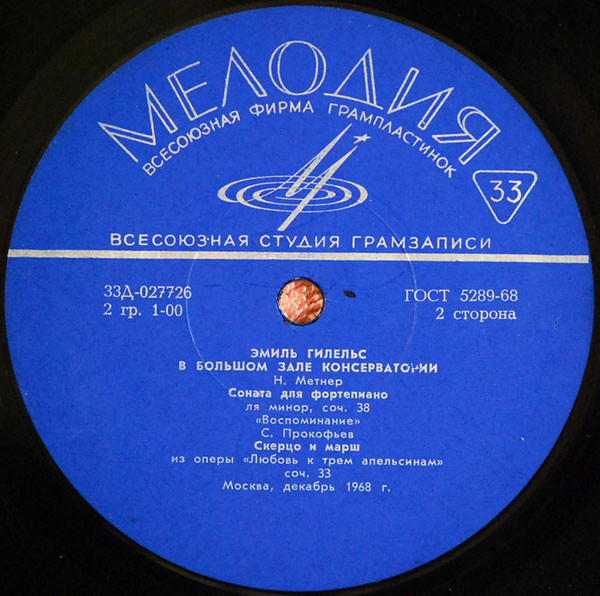 МЕЛОДИЯ
ВСЕСОЮЗНАЯ ФИРМА ГРАМПЛАСТИНОК
33
ВСЕСОЮЗНАЯ СТУДИЯ ГРАМЗАПИСИ
33Д-027726
2 гр. 1-00
ГОСТ 5289-68
2 сторона
ЭМИЛЬ ГИЛЕЛЬС
В БОЛЬШОМ ЗАЛЕ КОНСЕРВАТОРИИ
Н. Метнер
Соната для фортепиано
ля минор, соч. 38
«Воспоминание»
С. Прокофьев
Скерцо и марш
из оперы «Любовь к трем апельсинам»
соч. 33
Москва, декабрь 1968 г.